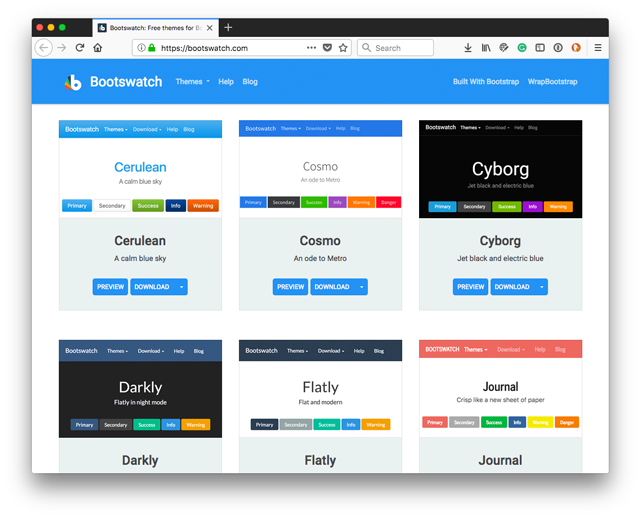 Bootswatch: Free themes for B
https://bootswatch.com
Search
Bootswatch Themes Help Blog Built With Bootstrap WrapBootstrap
Bootswatch Themes Download Help Blog
Cerulean
A calm blue sky
Primary Secondary Success Info Warning
Cerulean
A calm blue sky
PREVIEW DOWNLOAD
Bootswatch Themes Download Help Blog
Cosmo
An ode to Metro
Primary Secondary Success Info Warning Danger
Cosmo
An ode to Metro
PREVIEW DOWNLOAD
Bootswatch Themes Download Help Blog
Cyborg
Jet black and electric blue
Primary Secondary Success Info Warning
Cyborg
Jet black and electric blue
PREVIEW DOWNLOAD
Bootswatch Themes Download Help Blog
Darkly
Flatly in night mode
Primary Secondary Success Info Warning
Darkly
Bootswatch Themes Download Help Blog
Flatly
Flat and modern
Primary Secondary Success Info Warning
Flatly
BOOTSWATCH Themes Download Help Blog
Journal
Crisp like a new sheet of paper
Primary Secondary Success Info Warning Danger
Journal